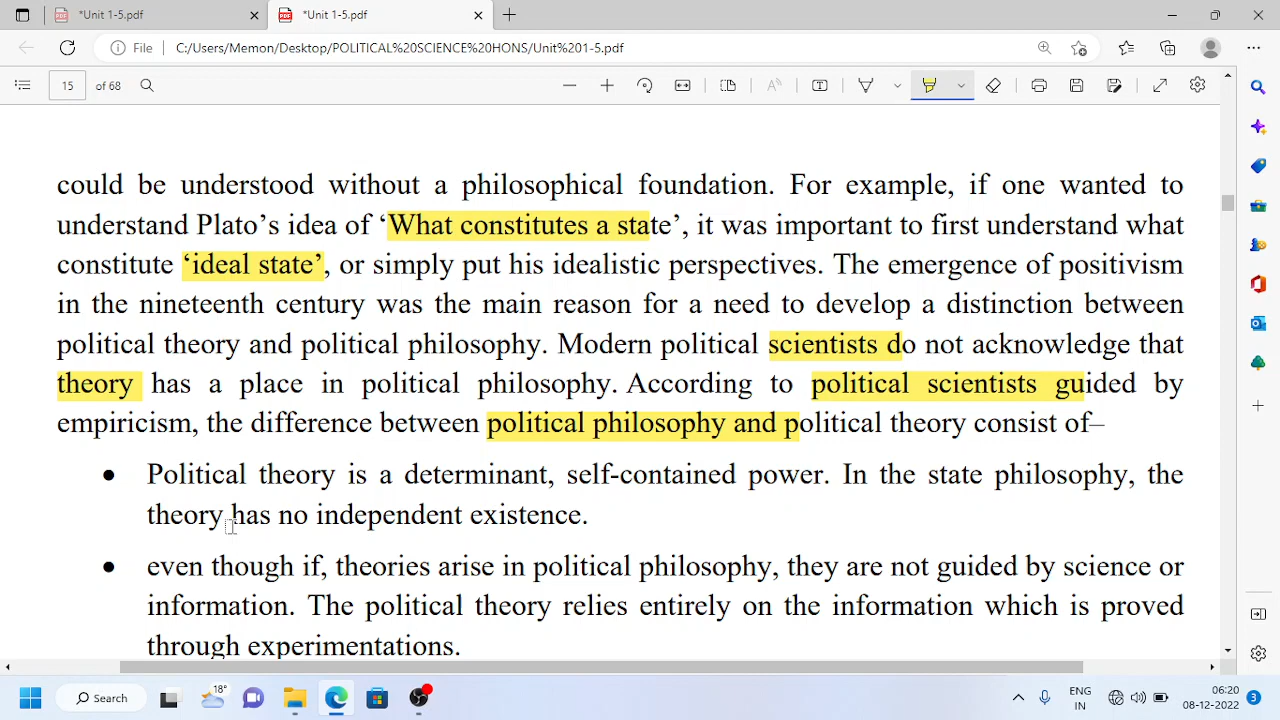 *Unit 1-5.pdf
*Unit 1-5.pdf
File
C:/Users/Memon/Desktop/POLITICAL%20SCIENCE%20HONS/Unit%201-5.pdf
15 of 68
could be understood without a philosophical foundation. For example, if one wanted to
understand Plato’s idea of ‘What constitutes a state’, it was important to first understand what
constitute ‘ideal state’, or simply put his idealistic perspectives. The emergence of positivism
in the nineteenth century was the main reason for a need to develop a distinction between
political theory and political philosophy. Modern political scientists do not acknowledge that
theory has a place in political philosophy. According to political scientists guided by
empiricism, the difference between political philosophy and political theory consist of–
• Political theory is a determinant, self-contained power. In the state philosophy, the
theory has no independent existence.
• even though if, theories arise in political philosophy, they are not guided by science or
information. The political theory relies entirely on the information which is proved
through experimentations.
Search
18°
ENG
IN
06:20
08-12-2022
3